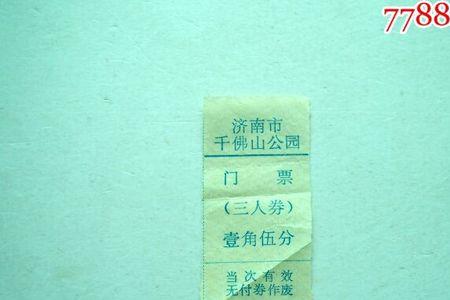 7788
济南市
千佛山公园
门票
(三人券)
壹角伍分
当次有效
无付券作废